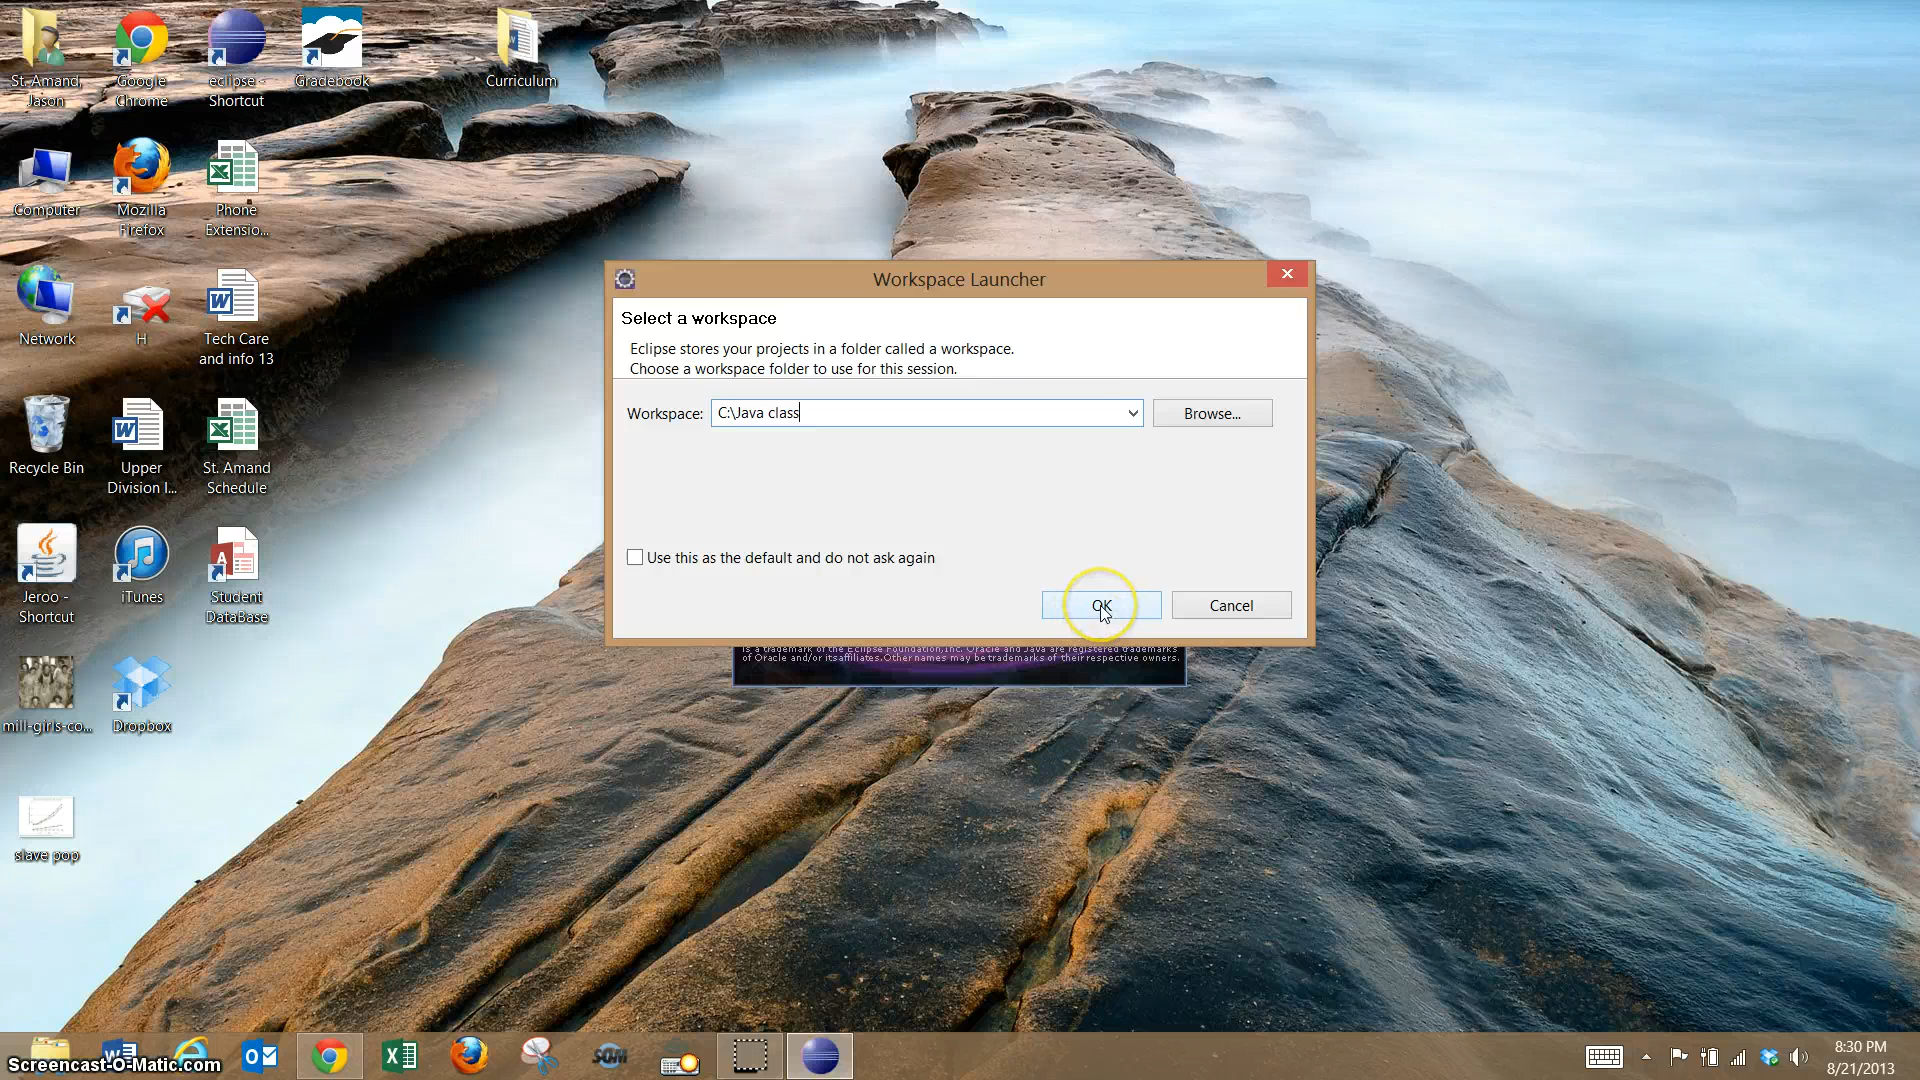 St. Amand,
Jason
Google
Chrome
eclipse -
Shortcut
Gradebook
Curriculum
Computer
Mozilla
Firefox
Phone
Extensio...
Network
H
Tech Care
and info 13
Recycle Bin
Upper
Division I...
St. Amand
Schedule
Jeroo -
Shortcut
iTunes
Student
DataBase
mill-girls-co...
Dropbox
slave pop
Workspace Launcher
Select a workspace
Eclipse stores your projects in a folder called a workspace.
Choose a workspace folder to use for this session.
Workspace: C:\Java class Browse...
Use this as the default and do not ask again
OK Cancel
is a trademark of the Eclipse Foundation, Inc. Oracle and Java are registered trademarks
of Oracle and/or its affiliates. Other names may be trademarks of their respective owners.
Screencast-O-Matic.com
SOM
8:30 PM
8/21/2013